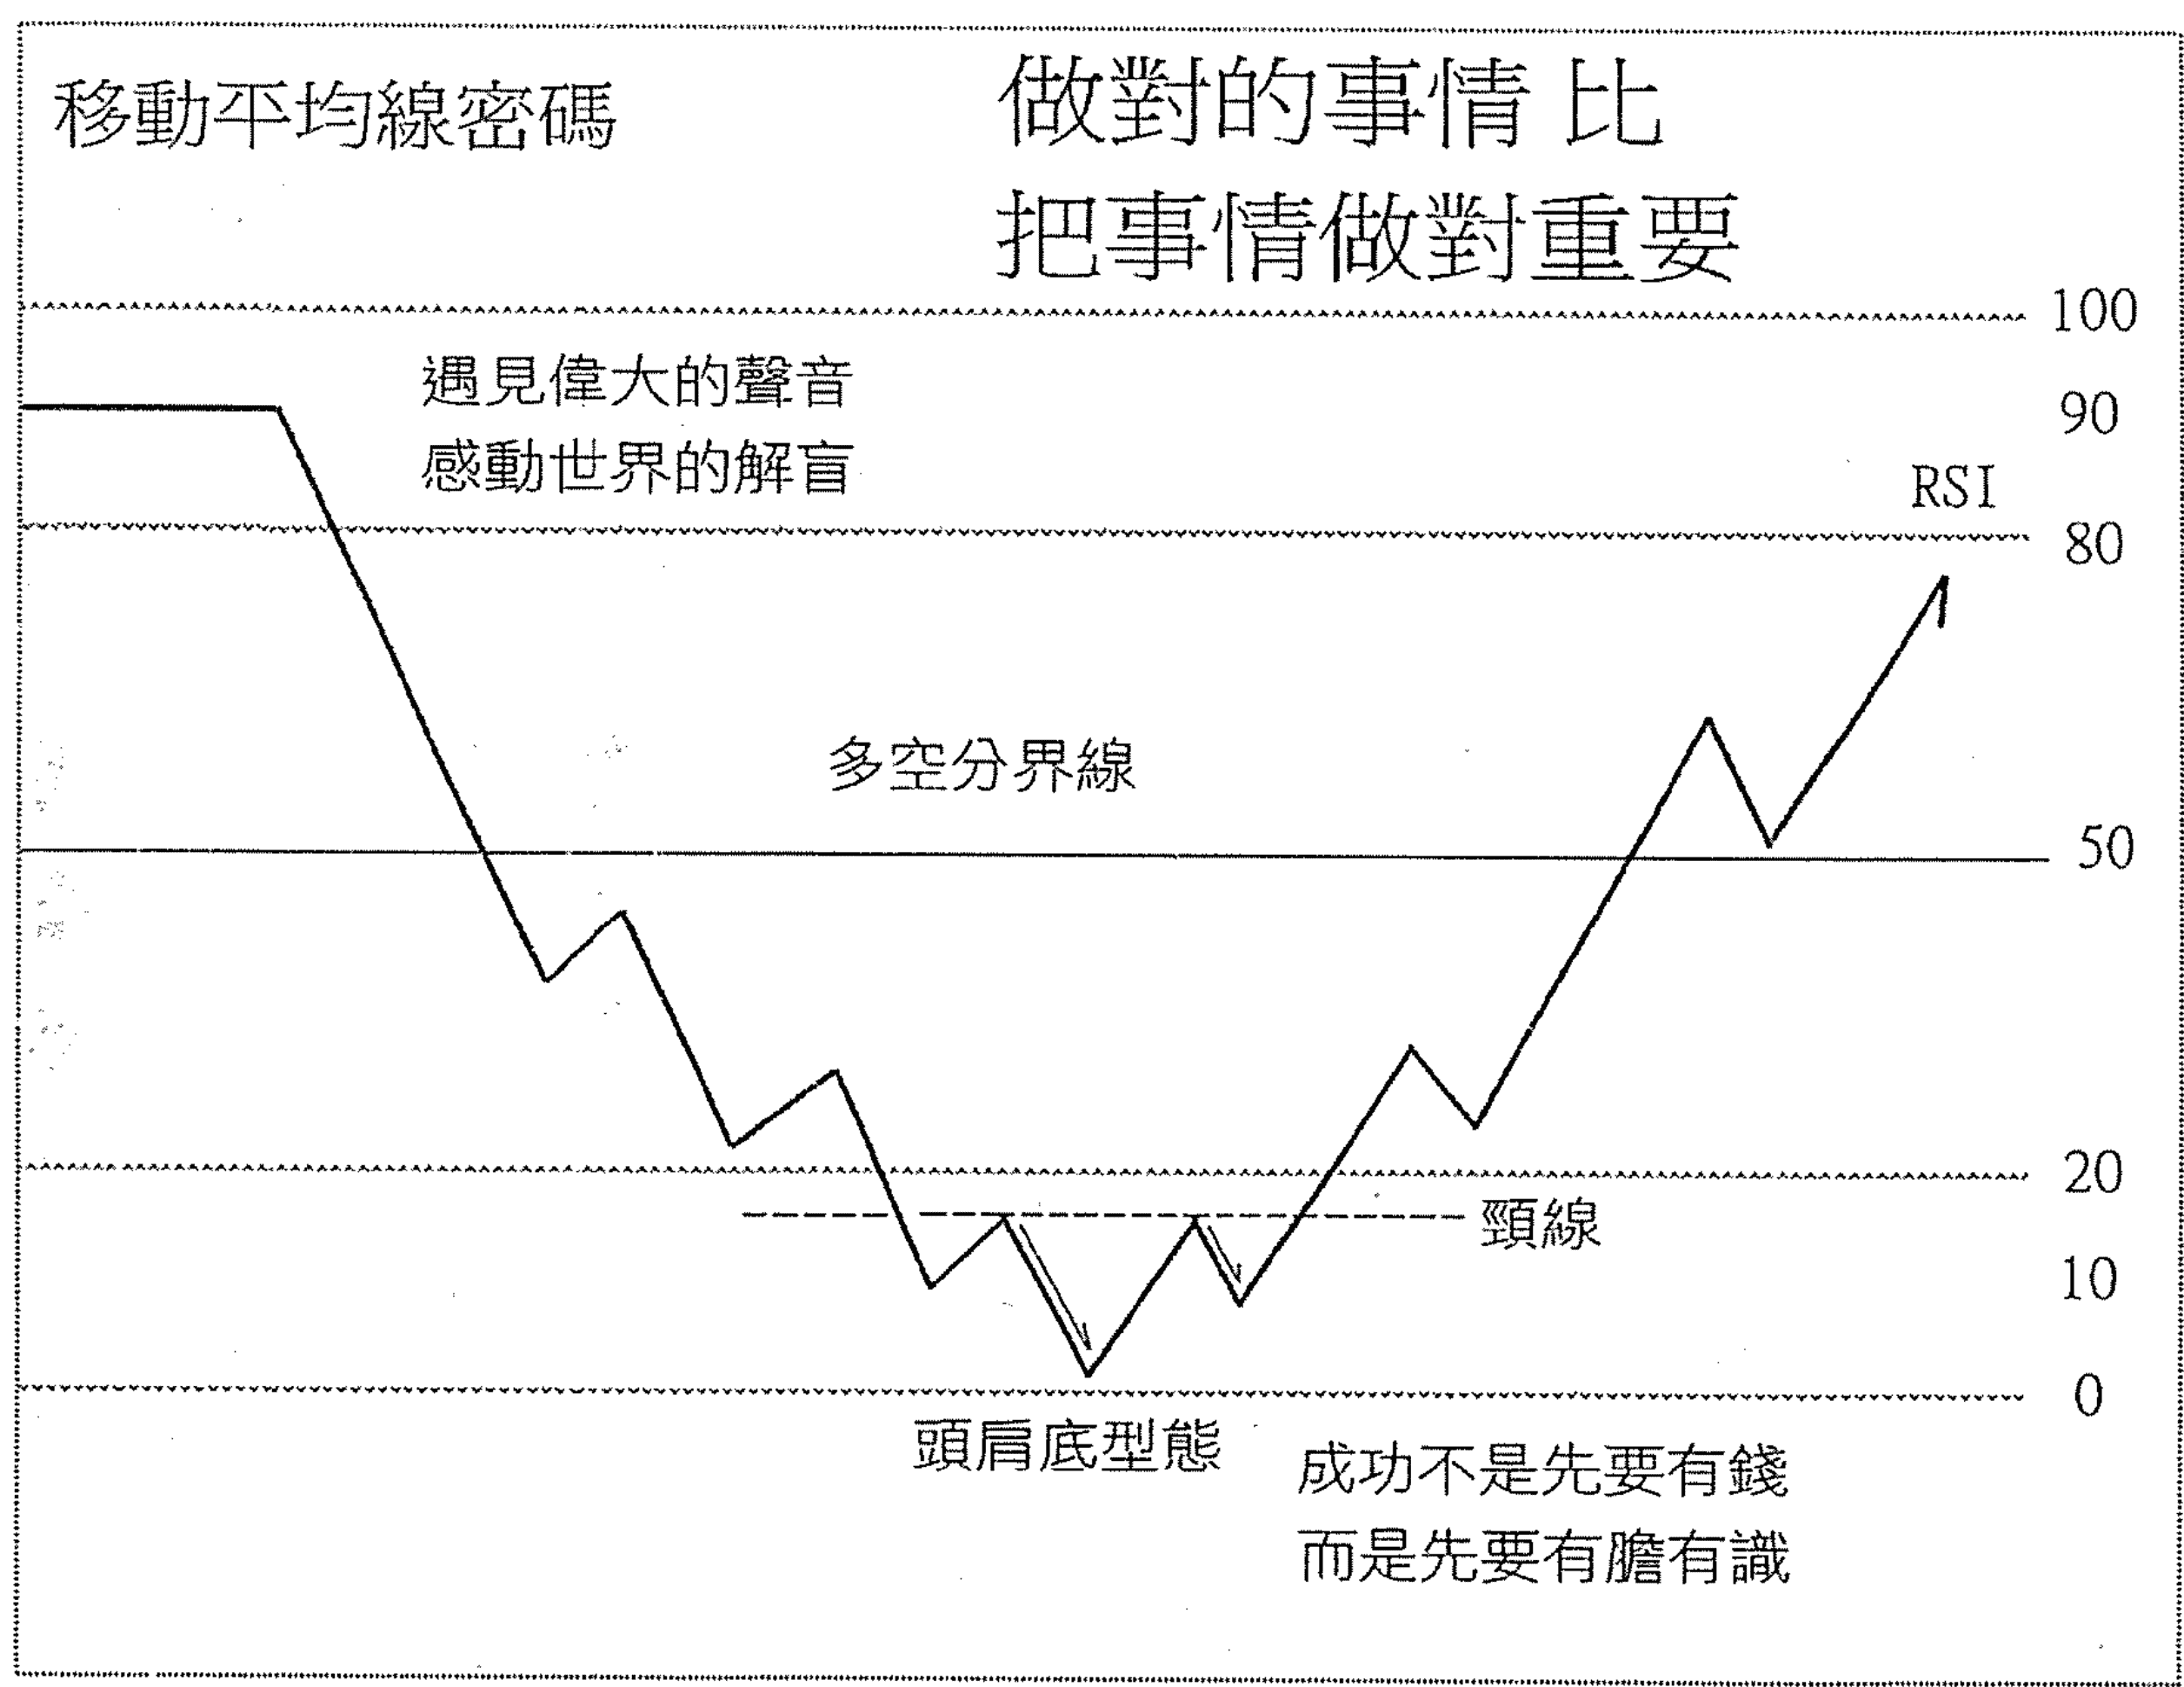 移動平均線密碼
做對的事情 比
把事情做對重要
100
遇見偉大的聲音
90
感動世界的解盲
RSI
80
多空分界線
50
20
頸線
10
0
頭肩底型態
成功不是先要有錢
而是先要有膽有識